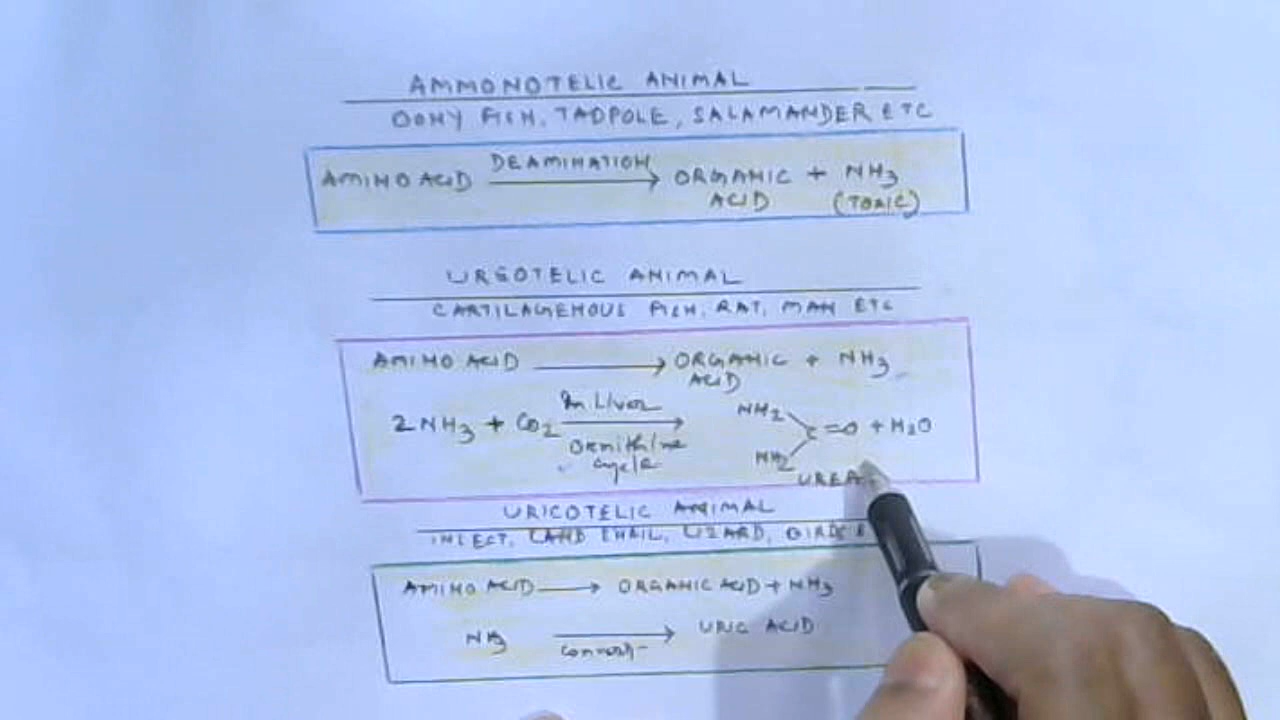 AMMONOTELIC ANIMAL
BONY FISH, TADPOLE, SALAMANDER ETC
AMINO ACID DEAMINATION → ORGANIC ACID + NH3 (TOXIC)
UREOTELIC ANIMAL
CARTILAGENOUS FISH, RAT, MAN ETC
AMINO ACID → ORGANIC ACID + NH3
2NH3 + CO2 In Liver → Ornithine cycle NH2 NH2 C=O + H2O
UREA
URICOTELIC ANIMAL
INSECT, LAND SNAIL, LIZARD, BIRDS
AMINO ACID → ORGANIC ACID + NH3
NH3 → URIC ACID